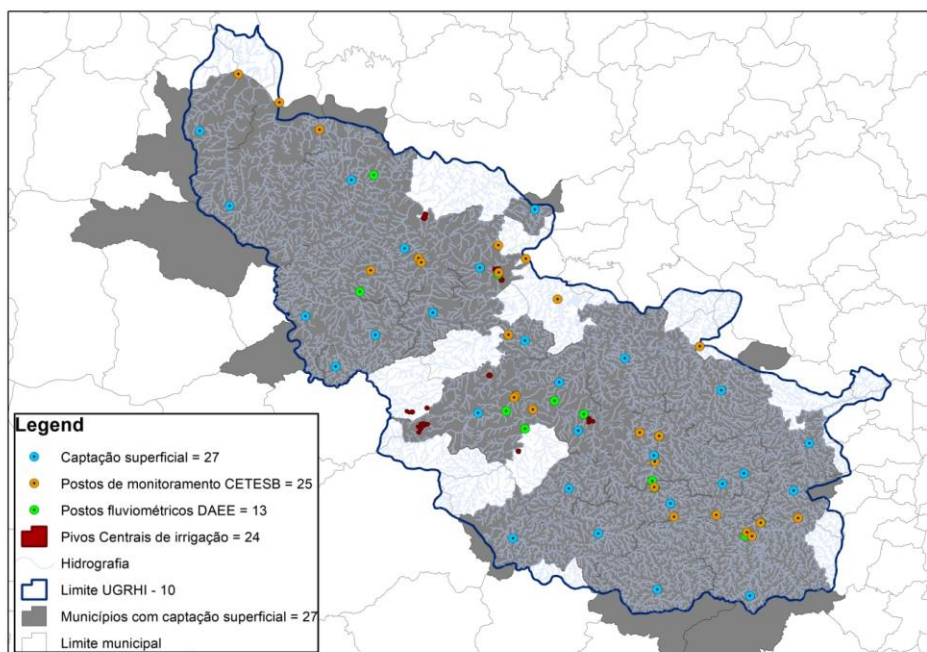 Legend
Captação superficial = 27
Postos de monitoramento CETESB = 25
Postos fluviométricos DAEE = 13
Pivos Centrais de irrigação = 24
Hidrografia
Limite UGRHI - 10
Municípios com captação superficial = 27
Limite municipal